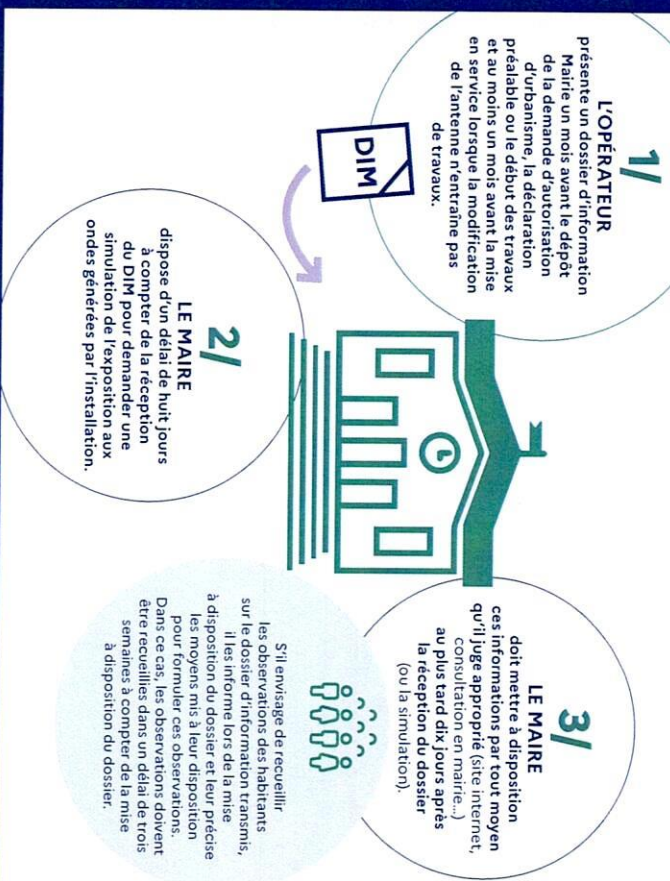 1/
L'OPÉRATEUR
présente un dossier d'information
Mairie un mois avant le dépôt
de la demande d'autorisation
d'urbanisme, la déclaration
préalable ou le début des travaux
et au moins un mois avant la mise
en service lorsque la modification
de l'antenne n'entraîne pas
de travaux.
DIM
2/
LE MAIRE
dispose d'un délai de huit jours
à compter de la réception
du DIM pour demander une
simulation de l'exposition aux
ondes générées par l'installation.
3/
LE MAIRE
doit mettre à disposition
ces informations par tout moyen
qu'il juge approprié (site internet,
consultation en mairie...)
au plus tard dix jours après
la réception du dossier
(ou la simulation).
S'il envisage de recueillir
les observations des habitants
sur le dossier d'information transmis,
il les informe lors de la mise
à disposition du dossier et leur précise
les moyens mis à leur disposition
pour formuler ces observations.
Dans ce cas, les observations doivent
être recueillies dans un délai de trois
semaines à compter de la mise
à disposition du dossier.